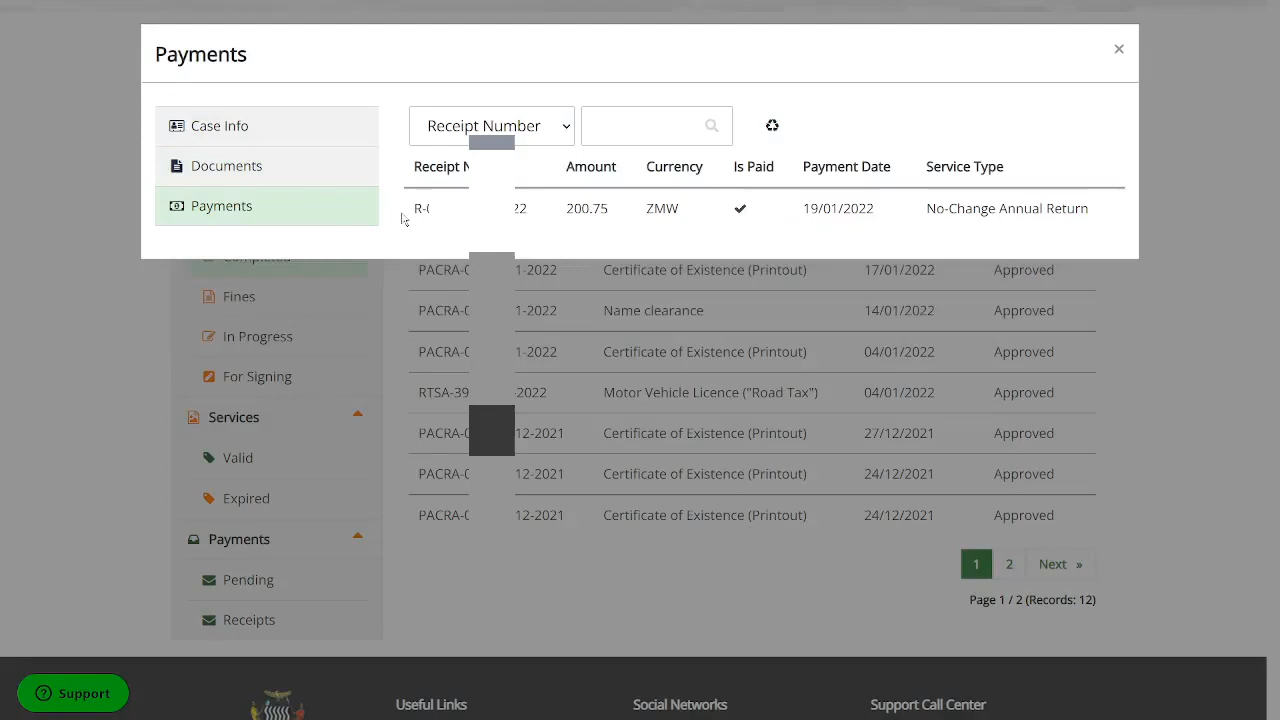 Payments ×
Case Info
Documents
Payments
Receipt Number
Receipt Amount Currency Is Paid Payment Date Service Type
R- 22 200.75 ZMW 19/01/2022 No-Change Annual Return
PACRA-0 1-2022 Certificate of Existence (Printout) 17/01/2022 Approved
Fines
PACRA-0 1-2022 Name clearance 14/01/2022 Approved
In Progress
PACRA-0 1-2022 Certificate of Existence (Printout) 04/01/2022 Approved
For Signing
RTSA-39 -2022 Motor Vehicle Licence ("Road Tax") 04/01/2022 Approved
Services
PACRA-0 12-2021 Certificate of Existence (Printout) 27/12/2021 Approved
Valid
PACRA-0 12-2021 Certificate of Existence (Printout) 24/12/2021 Approved
Expired
PACRA-0 12-2021 Certificate of Existence (Printout) 24/12/2021 Approved
Payments
Pending
Receipts
1 2 Next »
Page 1 / 2 (Records: 12)
Support
Useful Links
Social Networks
Support Call Center